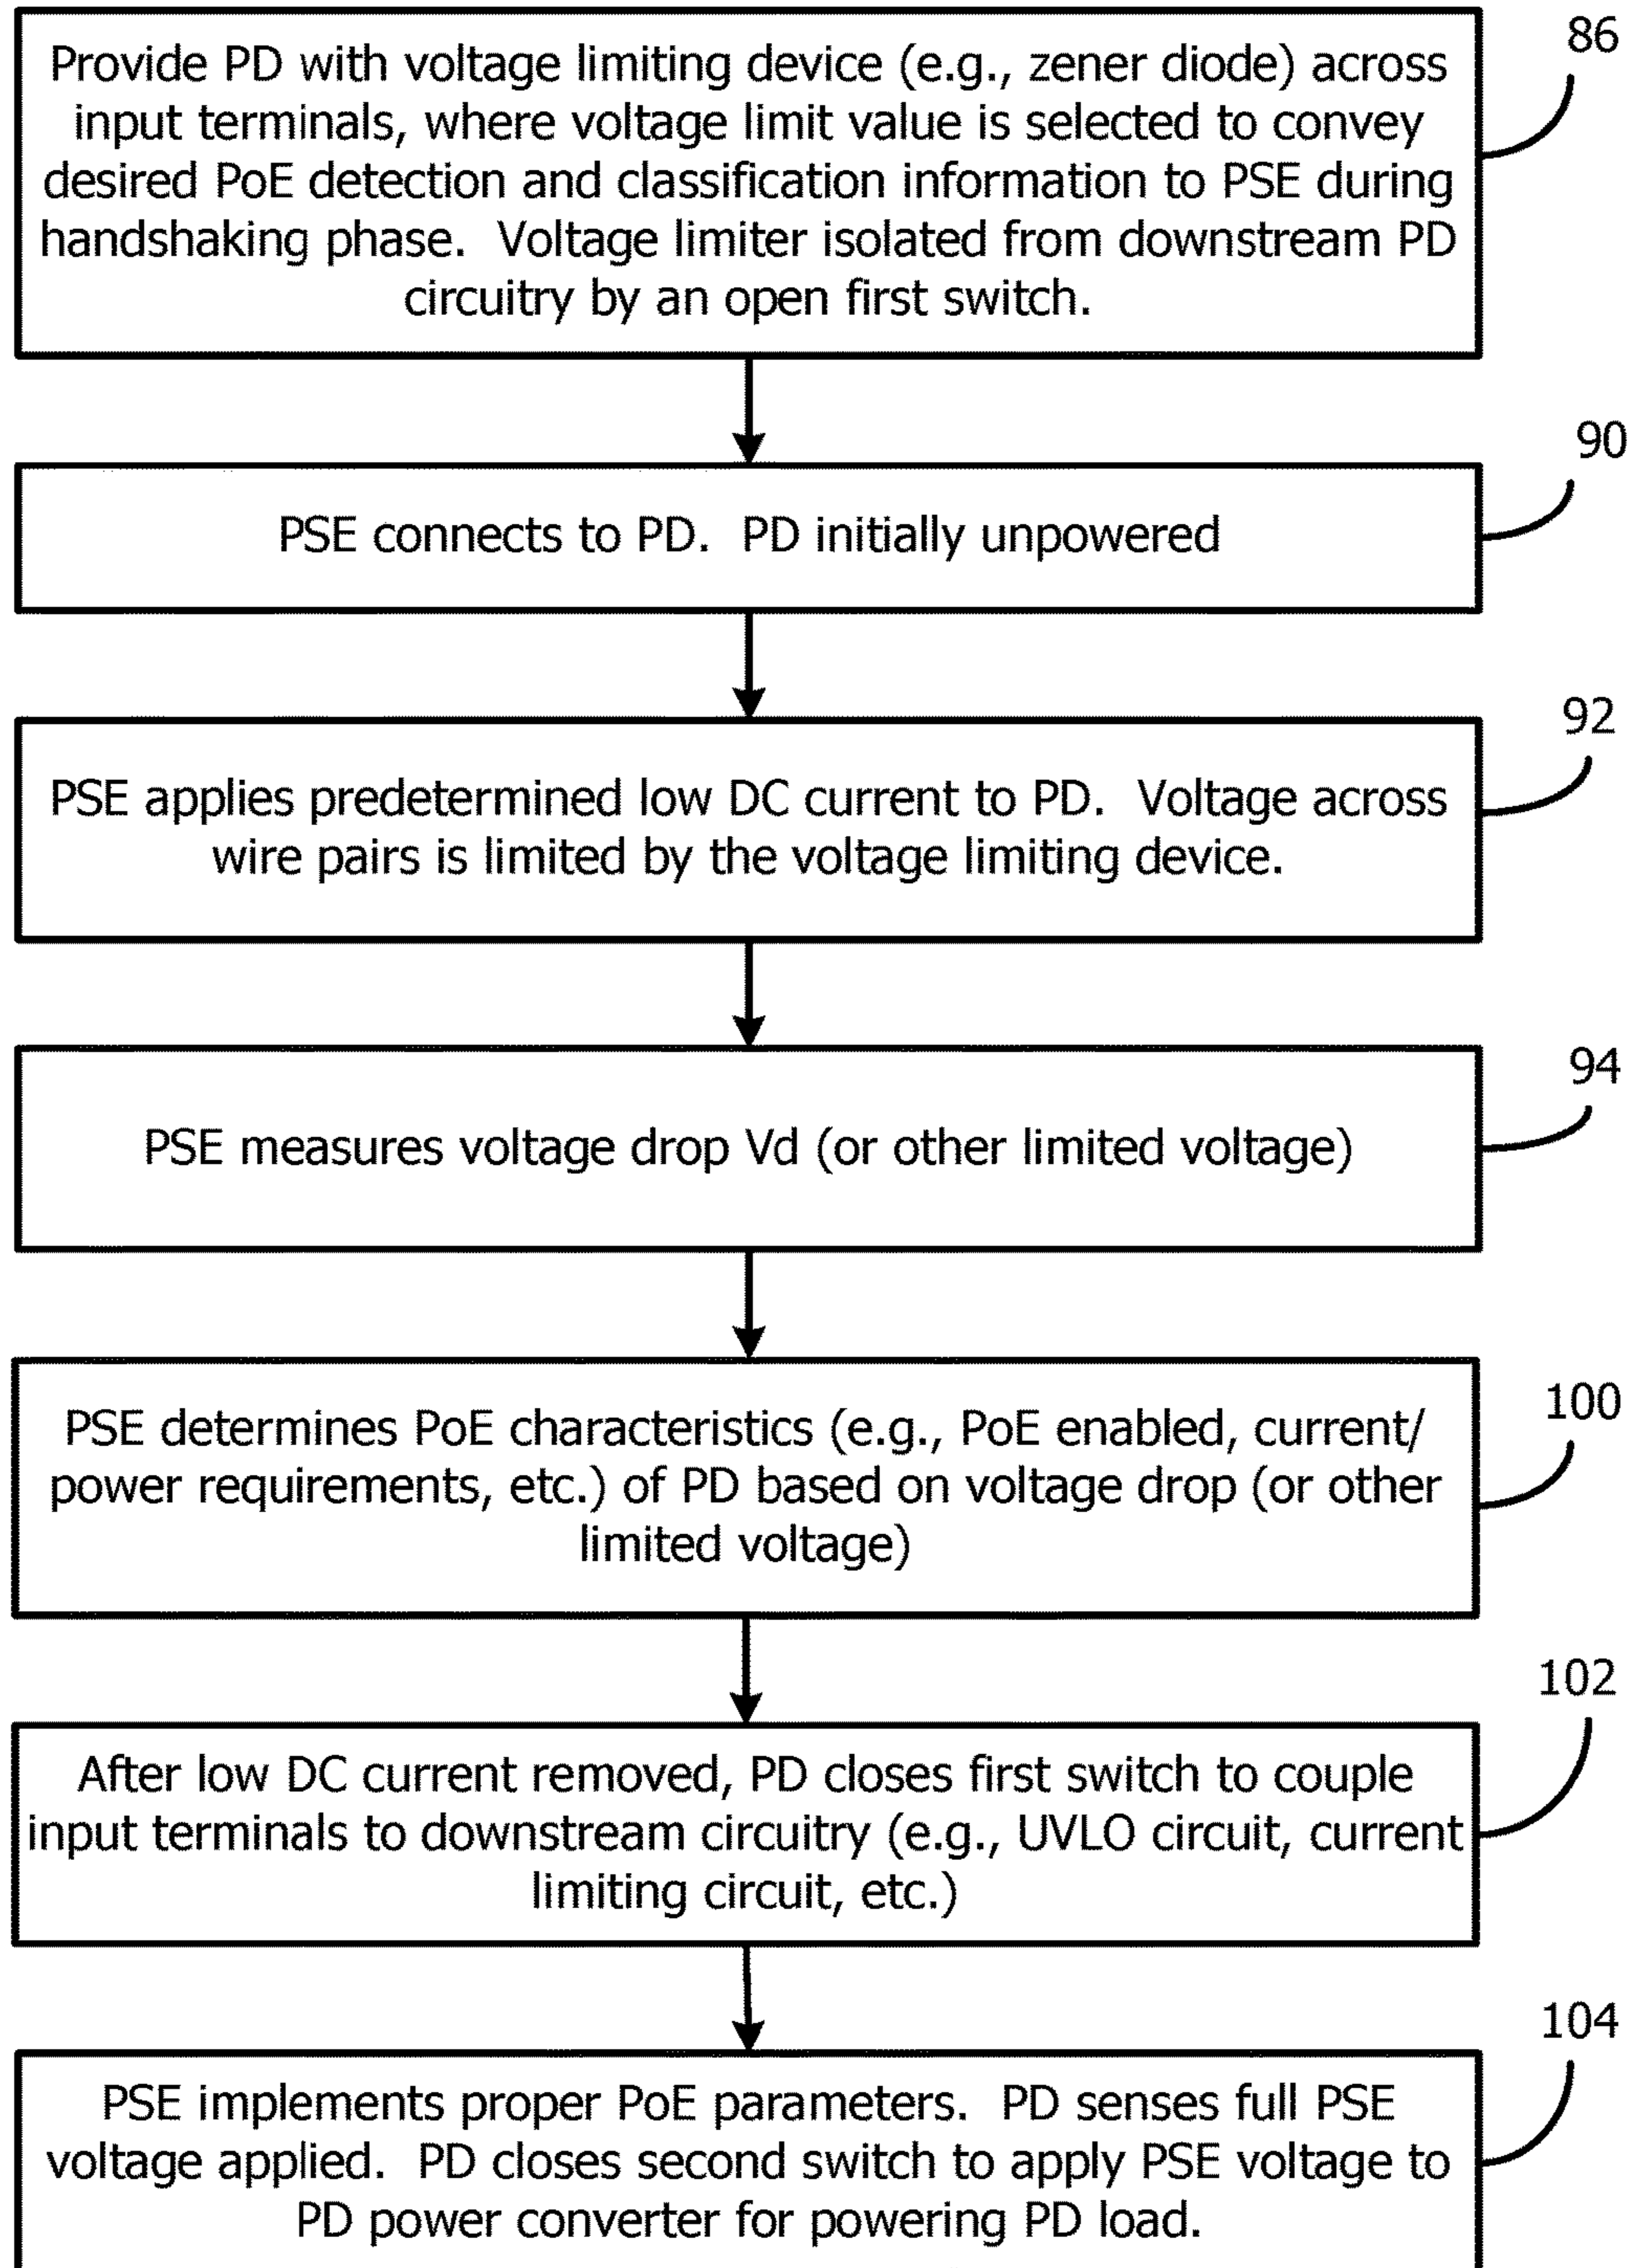 Provide PD with voltage limiting device (e.g., zener diode) across
input terminals, where voltage limit value is selected to convey
desired PoE detection and classification information to PSE during
handshaking phase.  Voltage limiter isolated from downstream PD
circuitry by an open first switch.
86
PSE connects to PD.  PD initially unpowered
90
PSE applies predetermined low DC current to PD.  Voltage across
wire pairs is limited by the voltage limiting device.
92
PSE measures voltage drop Vd (or other limited voltage)
94
PSE determines PoE characteristics (e.g., PoE enabled, current/
power requirements, etc.) of PD based on voltage drop (or other
limited voltage)
100
After low DC current removed, PD closes first switch to couple
input terminals to downstream circuitry (e.g., UVLO circuit, current
limiting circuit, etc.)
102
PSE implements proper PoE parameters.  PD senses full PSE
voltage applied.  PD closes second switch to apply PSE voltage to
PD power converter for powering PD load.
104